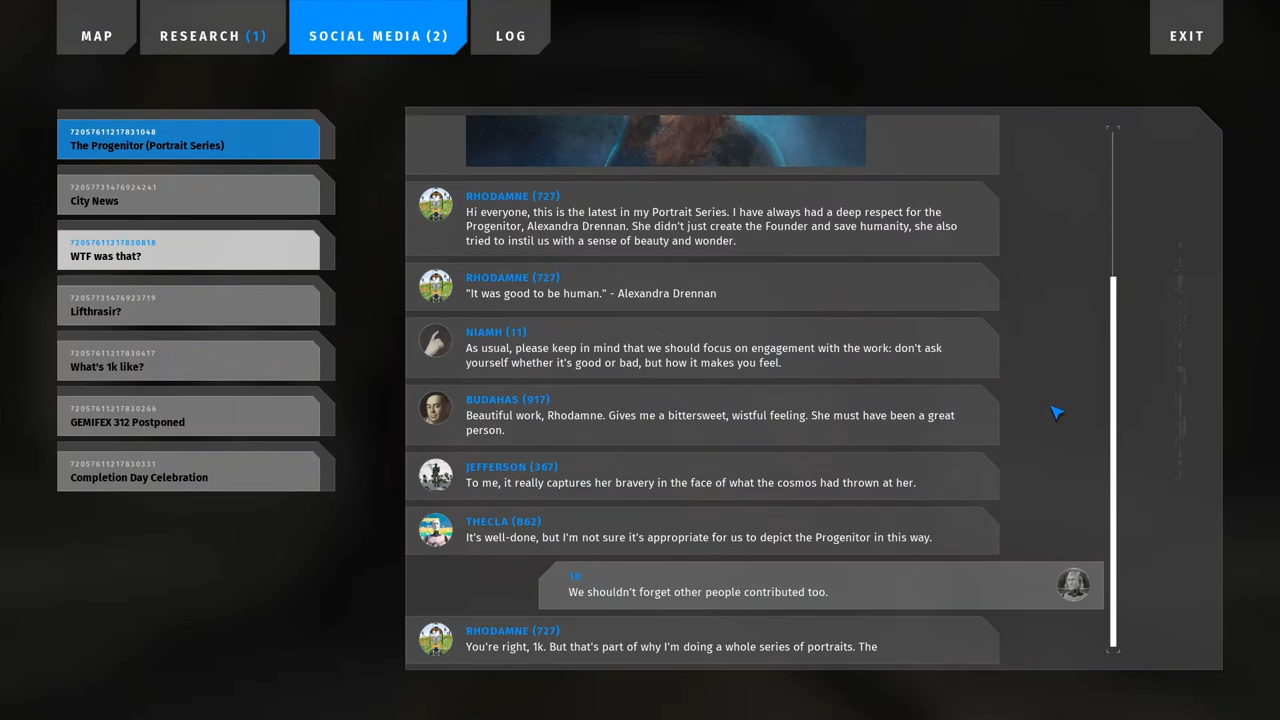 MAP
RESEARCH (1)
SOCIAL MEDIA (2)
LOG
EXIT
72057611217831048
The Progenitor (Portrait Series)
72057731476924241
City News
72057611217830818
WTF was that?
72057731476923719
Lifthrasir?
72057611217830417
What's 1k like?
72057611217830266
GEMIFEX 312 Postponed
72057611217830331
Completion Day Celebration
RHODAMNE (727)
Hi everyone, this is the latest in my Portrait Series. I have always had a deep respect for the
Progenitor, Alexandra Drennan. She didn't just create the Founder and save humanity, she also
tried to instil us with a sense of beauty and wonder.
RHODAMNE (727)
"It was good to be human." - Alexandra Drennan
NIAMH (11)
As usual, please keep in mind that we should focus on engagement with the work: don't ask
yourself whether it's good or bad, but how it makes you feel.
BUDAHAS (917)
Beautiful work, Rhodamne. Gives me a bittersweet, wistful feeling. She must have been a great
person.
JEFFERSON (367)
To me, it really captures her bravery in the face of what the cosmos had thrown at her.
THECLA (862)
It's well-done, but I'm not sure it's appropriate for us to depict the Progenitor in this way.
1K
We shouldn't forget other people contributed too.
RHODAMNE (727)
You're right, 1k. But that's part of why I'm doing a whole series of portraits. The